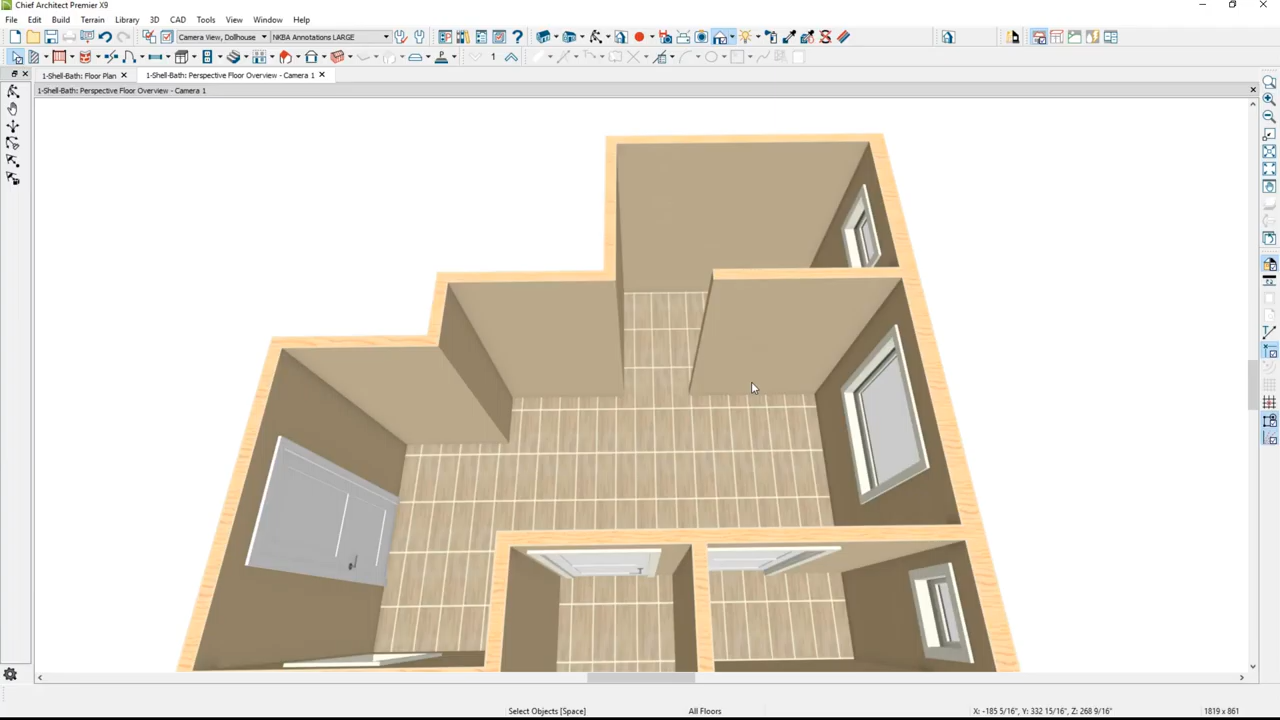 Chief Architect Premier X9
File Edit Build Terrain Library 3D CAD Tools View Window Help
Camera View, Dollhouse NKBA Annotations LARGE
1
1-Shell-Bath: Floor Plan 1-Shell-Bath: Perspective Floor Overview - Camera 1
1-Shell-Bath: Perspective Floor Overview - Camera 1
Select Objects [Space] All Floors X: -185 5/16", Y: 332 15/16", Z: 268 9/16" 1819 x 861